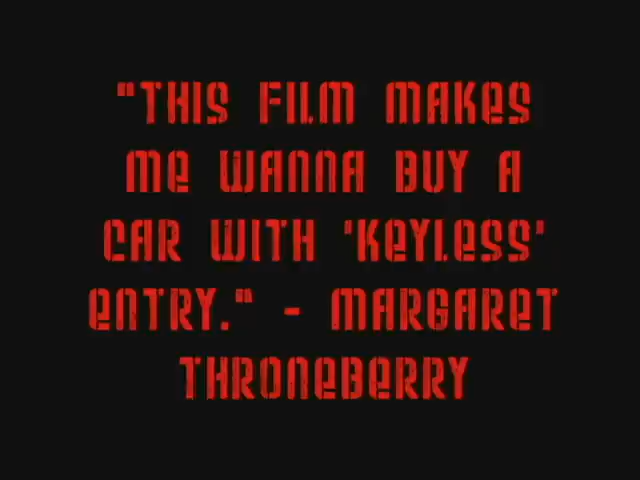 "THIS FILM MAKES
ME WANNA BUY A
CAR WITH 'KEYLESS'
ENTRY." - MARGARET
THRONEBERRY